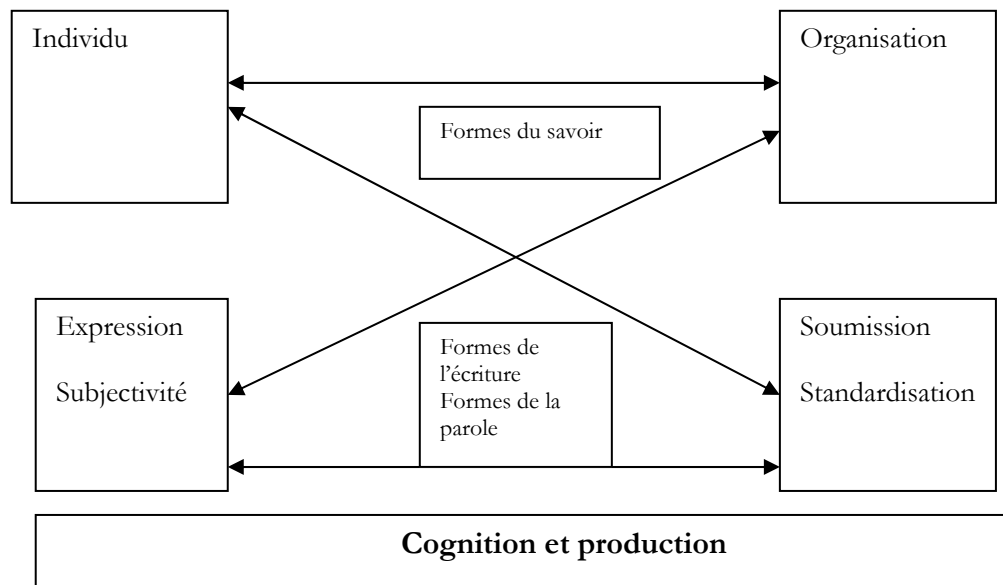 Individu
Organisation
Formes du savoir
Expression
Subjectivité
Formes de
l’écriture
Formes de la
parole
Soumission
Standardisation
Cognition et production